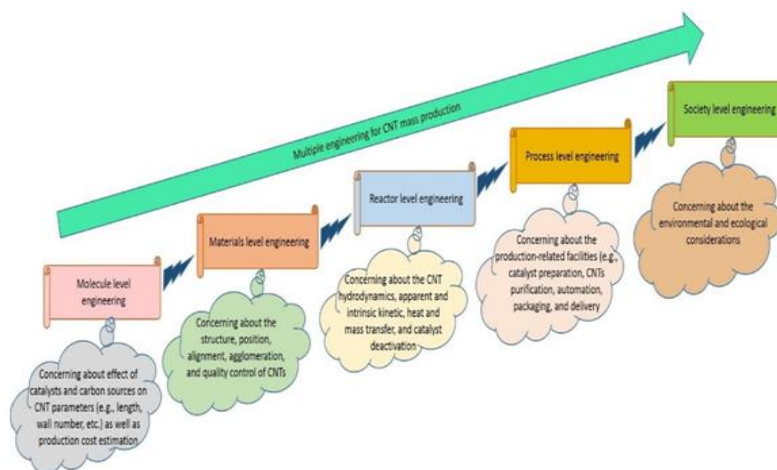 Multiple engineering for CNT mass production
Molecule level
engineering
Concerning about effect of
catalysts and carbon sources on
CNT parameters (e.g., length,
wall number, etc.) as well as
production cost estimation
Materials level engineering
Concerning about the
structure, position,
alignment, agglomeration,
and quality control of CNTs
Reactor level engineering
Concerning about the CNT
hydrodynamics, apparent and
intrinsic kinetic, heat and
mass transfer, and catalyst
deactivation
Process level engineering
Concerning about the
production-related facilities (e.g.,
catalyst preparation, CNTs
purification, automation,
packaging, and delivery
Society level engineering
Concerning about the
environmental and ecological
considerations